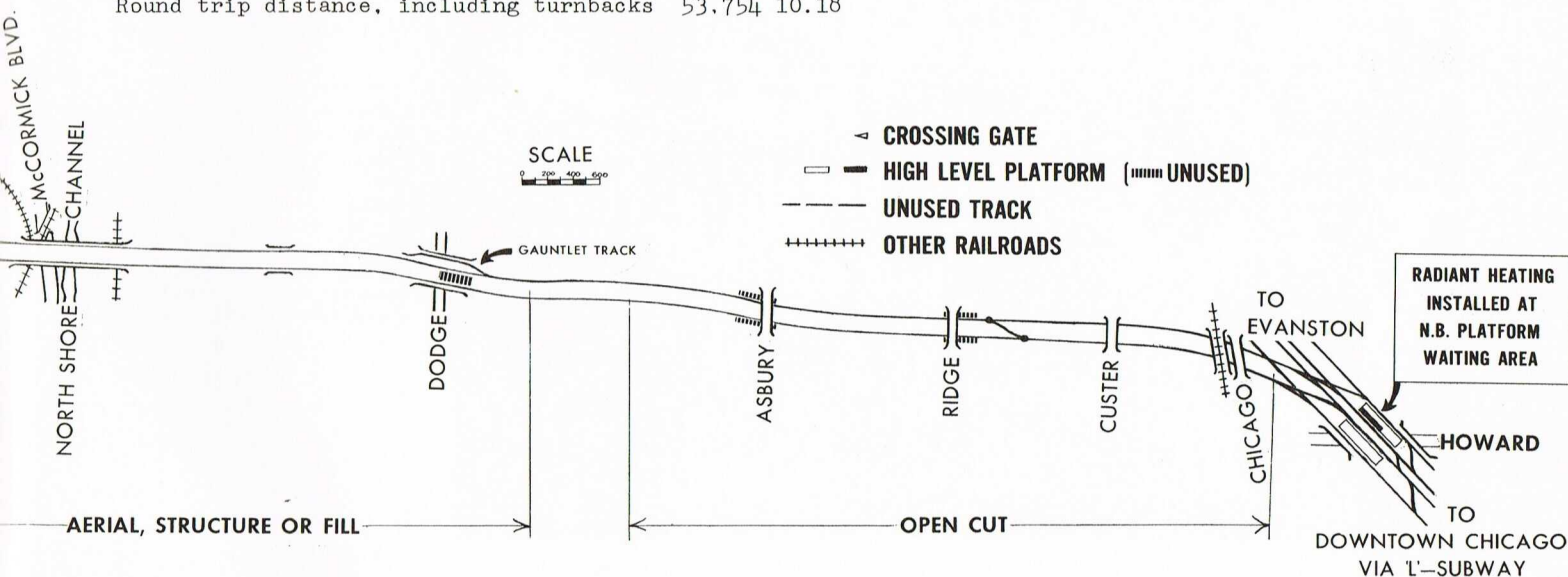 Round trip distance, including turnbacks 53,754 10.18
McCORMICK BLVD.
NORTH SHORE CHANNEL
SCALE
0 200 400 600
GAUNTLET TRACK
DODGE
CROSSING GATE
HIGH LEVEL PLATFORM (UNUSED)
UNUSED TRACK
OTHER RAILROADS
ASBURY
RIDGE
CUSTER
CHICAGO
TO
EVANSTON
RADIANT HEATING
INSTALLED AT
N.B. PLATFORM
WAITING AREA
HOWARD
AERIAL, STRUCTURE OR FILL
OPEN CUT
TO
DOWNTOWN CHICAGO
VIA 'L'—SUBWAY